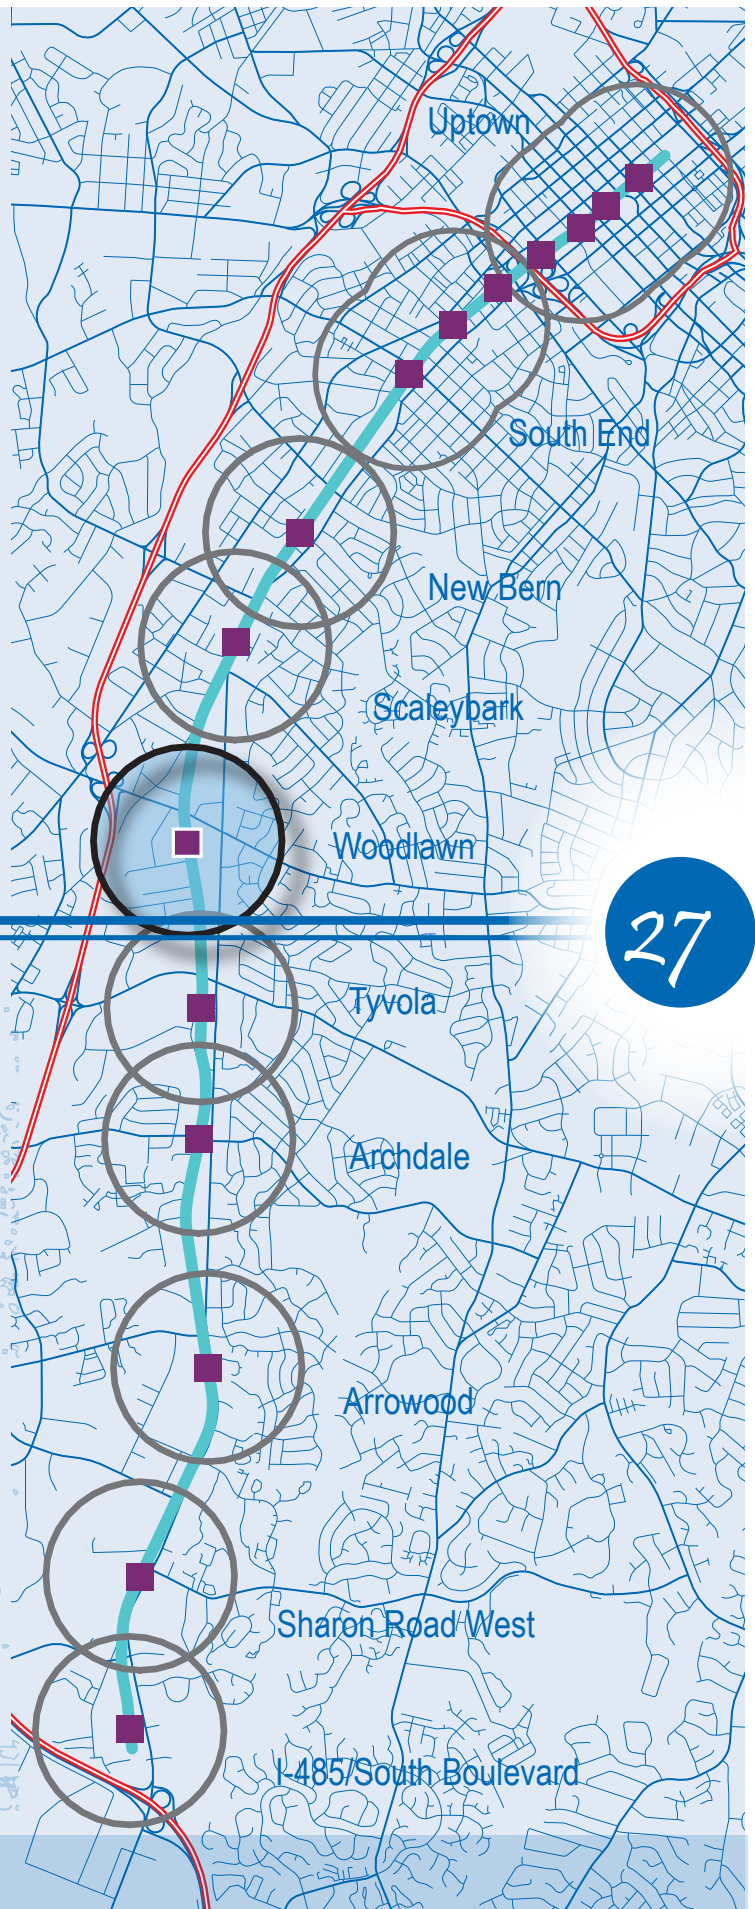 Uptown
South End
New Bern
Scaleybark
Woodlawn
27
Tyvola
Archdale
Arrowood
Sharon Road West
I-485/South Boulevard